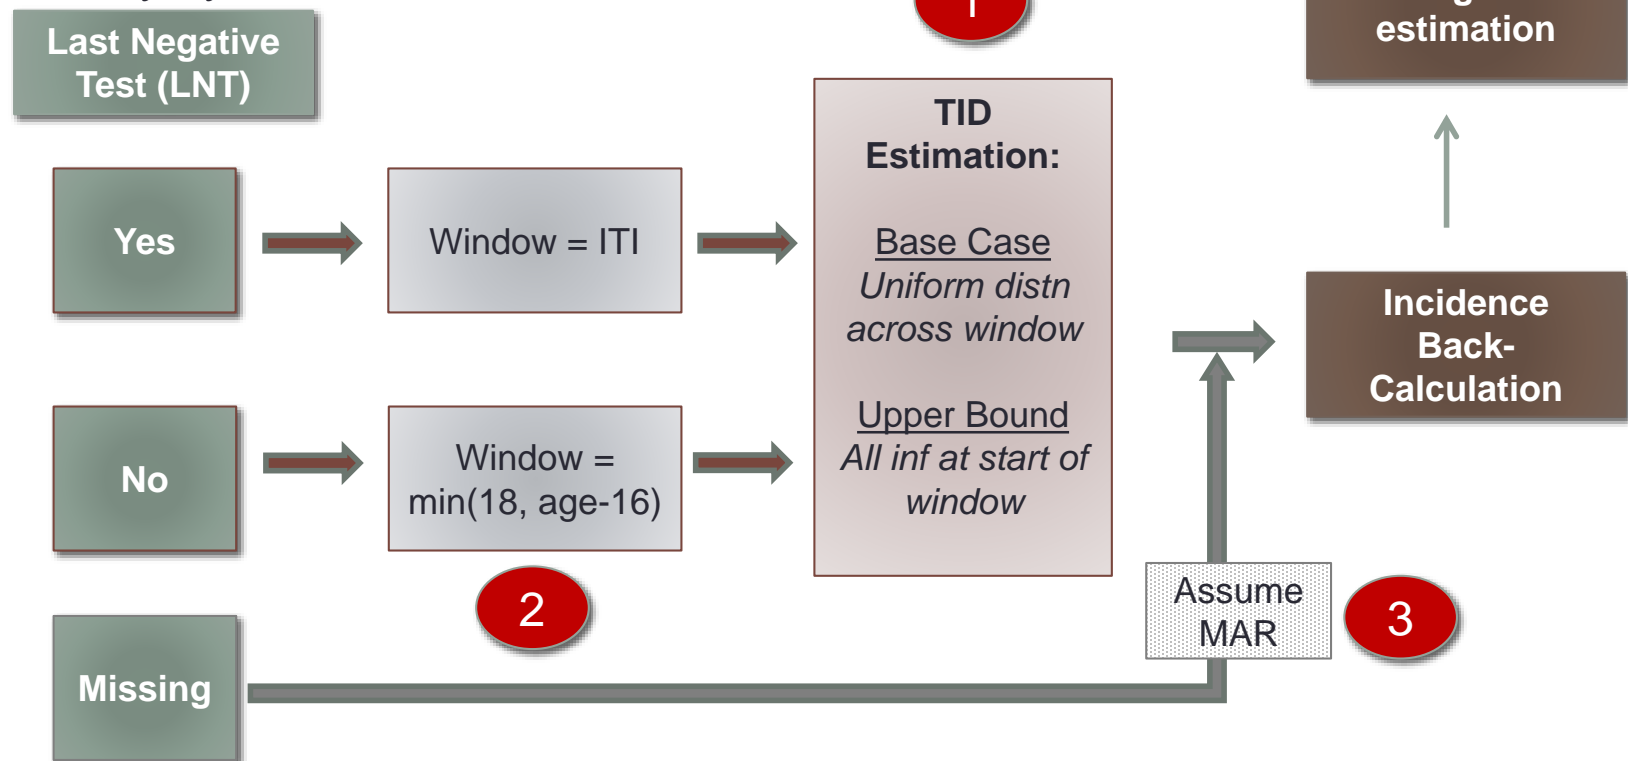 1
estimation
Last Negative
Test (LNT)
TID
Estimation:
Yes
Window = ITI
Base Case
Uniform distn
across window
Incidence
Back-
Calculation
Upper Bound
All inf at start of
window
No
Window =
min(18, age-16)
2
Assume
MAR
3
Missing